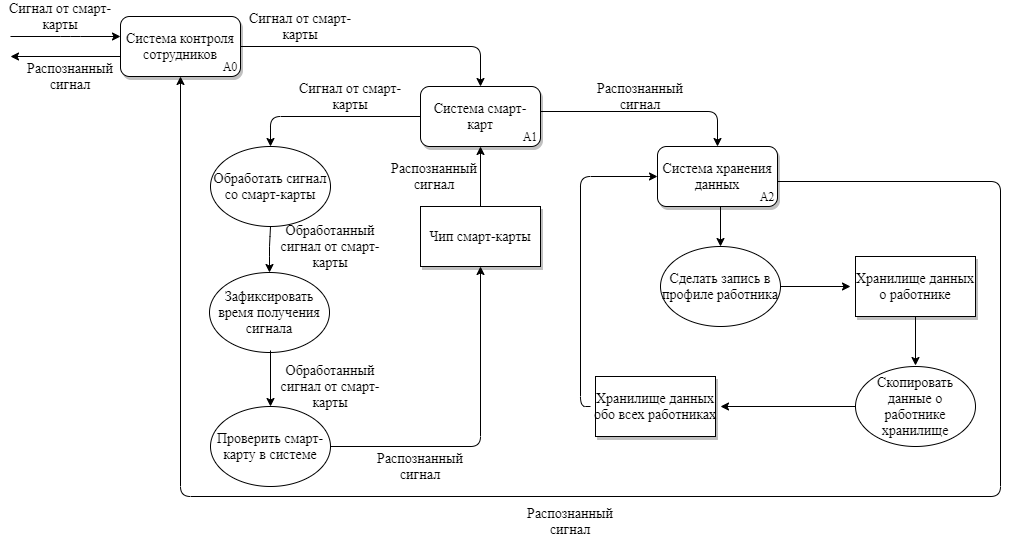 Сигнал от смарт-
карты
Распознанный
сигнал
Система контроля
сотрудников
A0
Сигнал от смарт-
карты
Сигнал от смарт-
карты
Система смарт-
карт
A1
Распознанный
сигнал
Обработать сигнал
со смарт-карты
Распознанный
сигнал
Система хранения
данных
A2
Обработанный
сигнал от смарт-
карты
Чип смарт-карты
Зафиксировать
время получения
сигнала
Сделать запись в
профиле работника
Хранилище данных
о работнике
Обработанный
сигнал от смарт-
карты
Проверить смарт-
карту в системе
Распознанный
сигнал
Хранилище данных
обо всех работниках
Скопировать
данные о
работнике
хранилище
Распознанный
сигнал